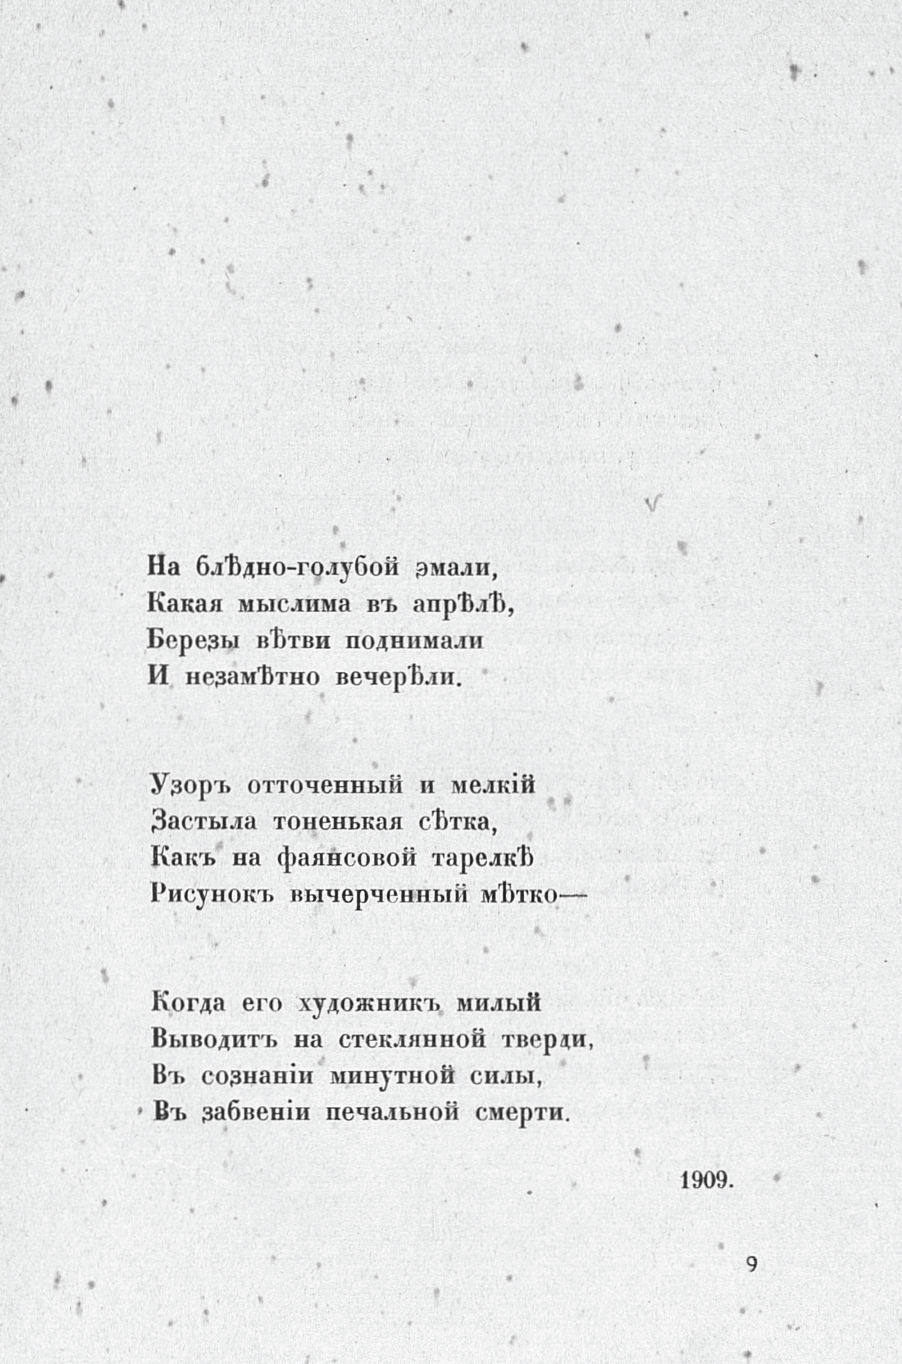 На блѣдно-голубой эмали,
Какая мыслима въ апрѣлѣ,
Березы вѣтви поднимали
И незамѣтно вечерѣли.
Узоръ отточенный и мелкій
Застыла тоненькая сѣтка,
Какъ на фаянсовой тарелкѣ
Рисунокъ вычерченный мѣтко—
Когда его художникъ милый
Выводитъ на стеклянной тверди,
Въ сознаніи минутной силы,
Въ забвеніи печальной смерти.
1909.
9